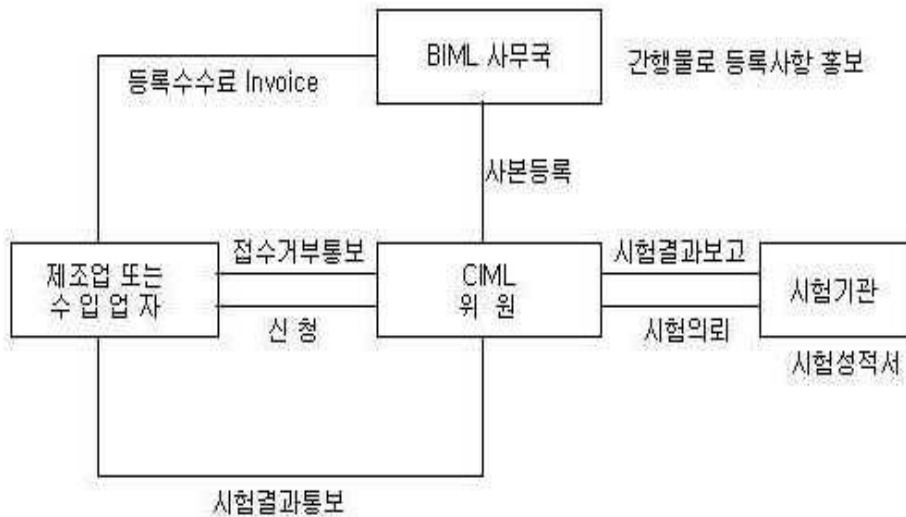 BIML 사무국
간행물로 등록사항 홍보
등록수수료 Invoice
사본등록
제조업 또는
수 입 업 자
접수거부통보
신 청
CIML
위 원
시험결과보고
시험의뢰
시험기관
시험성적서
시험결과통보